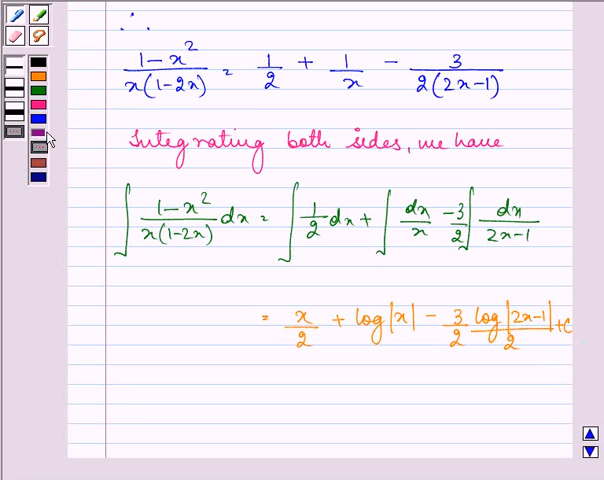 ∴
(1-x²)/(x(1-2x)) = 1/2 + 1/x - 3/(2(2x-1))
Integrating both sides, we have
∫ (1-x²)/(x(1-2x)) dx = ∫ 1/2 dx + ∫ dx/x - 3/2 ∫ dx/(2x-1)
= x/2 + log|x| - 3/2 log|2x-1|/2 + C